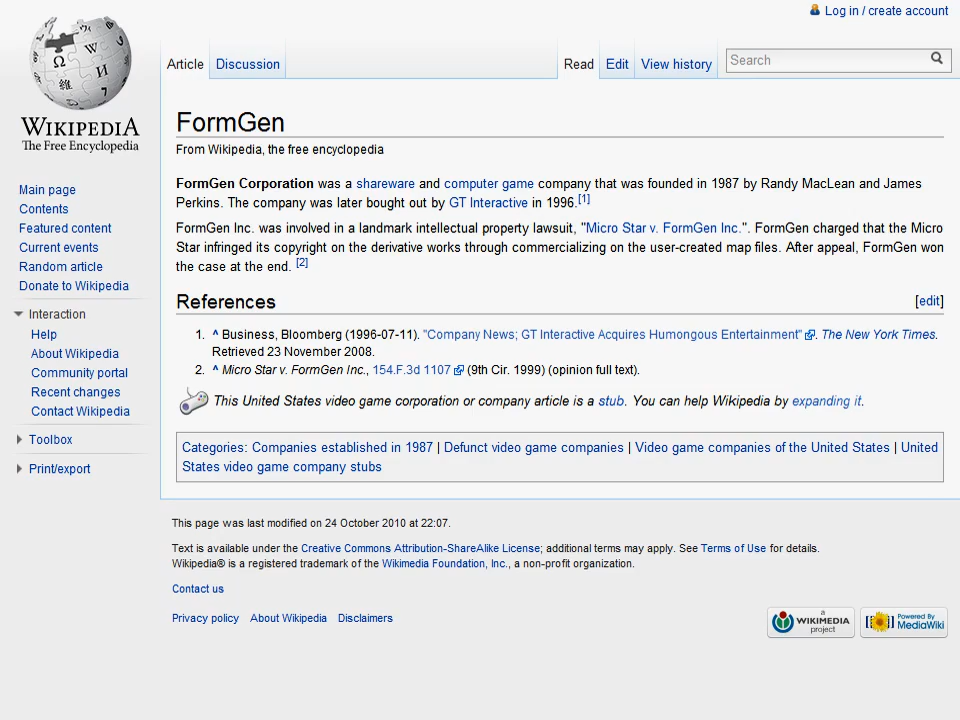 Log in / create account
Article Discussion Read Edit View history Search
WIKIPEDIA
The Free Encyclopedia
Main page
Contents
Featured content
Current events
Random article
Donate to Wikipedia
Interaction
Help
About Wikipedia
Community portal
Recent changes
Contact Wikipedia
Toolbox
Print/export
FormGen
From Wikipedia, the free encyclopedia
FormGen Corporation was a shareware and computer game company that was founded in 1987 by Randy MacLean and James
Perkins. The company was later bought out by GT Interactive in 1996.[1]
FormGen Inc. was involved in a landmark intellectual property lawsuit, "Micro Star v. FormGen Inc.". FormGen charged that the Micro
Star infringed its copyright on the derivative works through commercializing on the user-created map files. After appeal, FormGen won
the case at the end. [2]
References [edit]
1. ^ Business, Bloomberg (1996-07-11). "Company News; GT Interactive Acquires Humongous Entertainment". The New York Times.
Retrieved 23 November 2008.
2. ^ Micro Star v. FormGen Inc., 154.F.3d 1107 (9th Cir. 1999) (opinion full text).
This United States video game corporation or company article is a stub. You can help Wikipedia by expanding it.
Categories: Companies established in 1987 | Defunct video game companies | Video game companies of the United States | United
States video game company stubs
This page was last modified on 24 October 2010 at 22:07.
Text is available under the Creative Commons Attribution-ShareAlike License; additional terms may apply. See Terms of Use for details.
Wikipedia® is a registered trademark of the Wikimedia Foundation, Inc., a non-profit organization.
Contact us
Privacy policy About Wikipedia Disclaimers
a
WIKIMEDIA
project
Powered By
MediaWiki